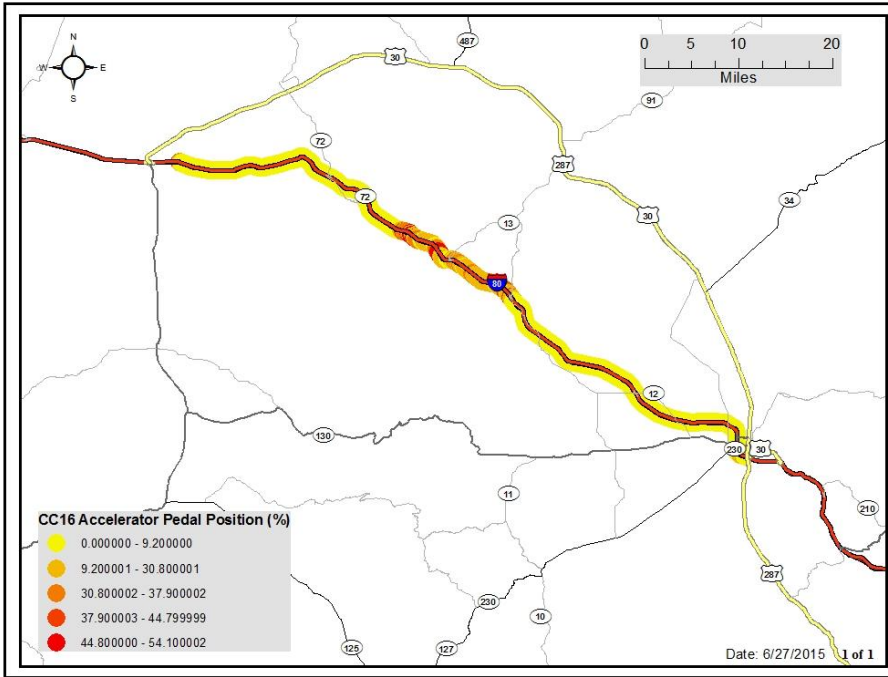 N
W E
S
0 5 10 20
Miles
487
30
91
72
287
34
72
13
30
80
12
130
230
30
11
210
CC16 Accelerator Pedal Position (%)
0.000000 - 9.200000
9.200001 - 30.800001
30.800002 - 37.900002
37.900003 - 44.799999
44.800000 - 54.100002
287
230
10
125
127
Date: 6/27/2015
1 of 1